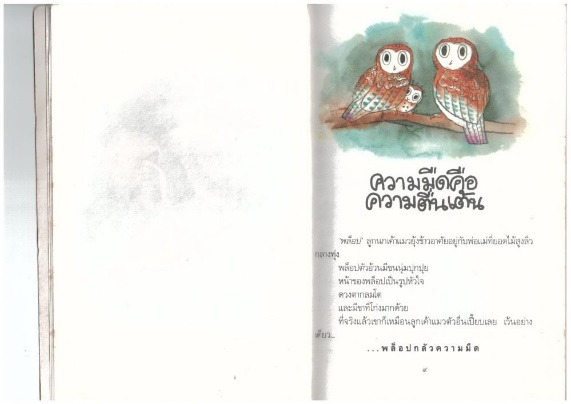 ความมืดคือ
ความตื่นเต้น
'พล็อป' ลูกนกเค้าแมวยุ้งข้าวอาศัยอยู่กับพ่อแม่ที่ยอดไม้สูงลิ่ว
กลางทุ่ง
พล็อปตัวอ้วนมีขนนุ่มปุกปุย
หน้าของพล็อปเป็นรูปหัวใจ
ดวงตากลมโต
และมีขาที่โก่งมากด้วย
ที่จริงแล้วเขาก็เหมือนลูกเค้าแมวตัวอื่นเปี๊ยบเลย เว้นอย่าง
เดียว...
...พล็อปกลัวความมืด
๙